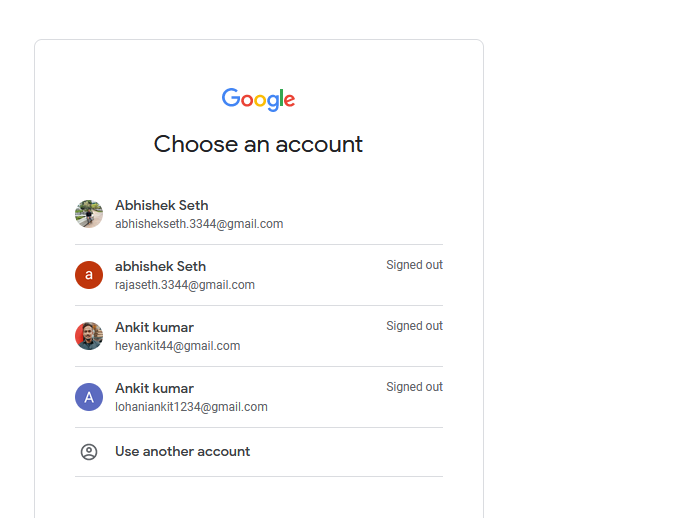 Google
Choose an account
Abhishek Seth
abhishekseth.3344@gmail.com
a
abhishek Seth
Signed out
rajaseth.3344@gmail.com
Ankit kumar
Signed out
heyankit44@gmail.com
A
Ankit kumar
Signed out
lohaniankit1234@gmail.com
Use another account